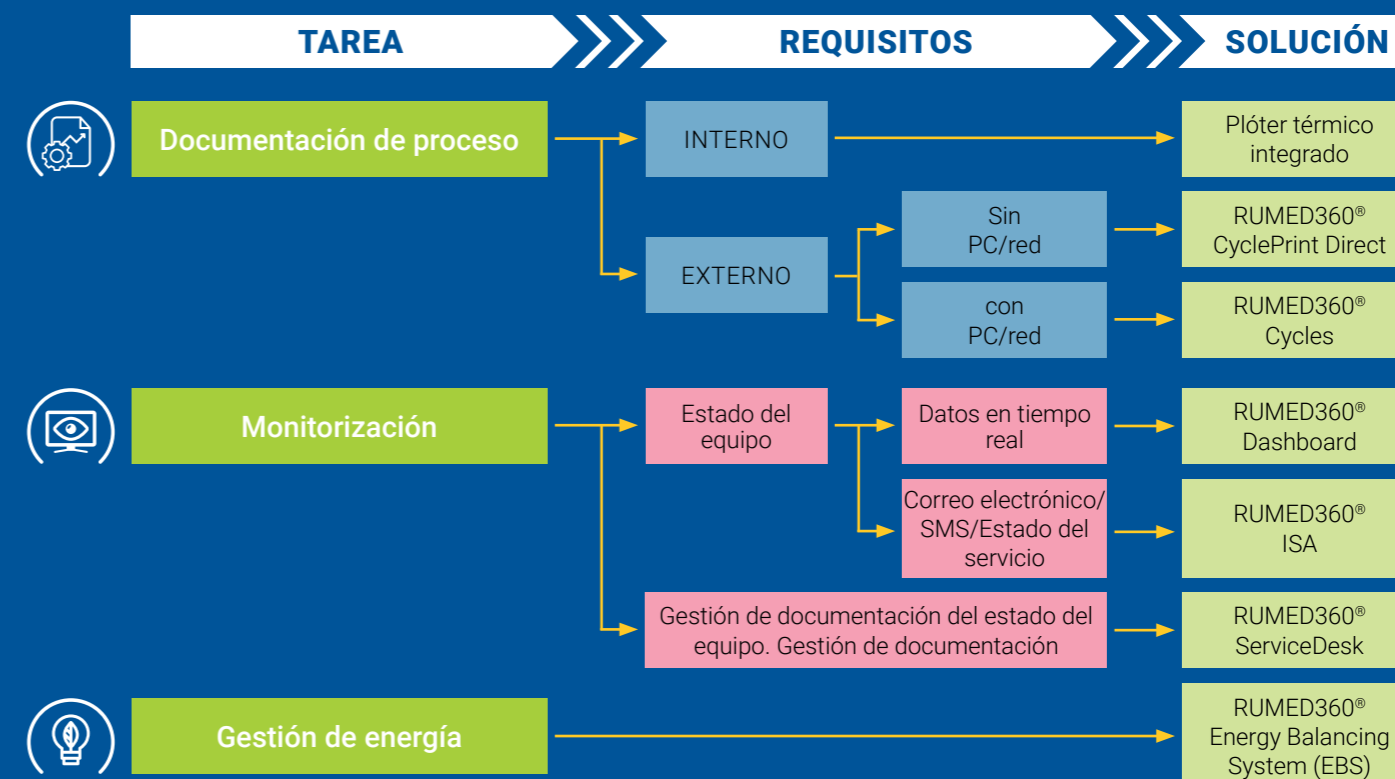 TAREA
REQUISITOS
SOLUCIÓN
Documentación de proceso
INTERNO
Plóter térmico
integrado
EXTERNO
Sin
PC/red
RUMED360®
CyclePrint Direct
con
PC/red
RUMED360®
Cycles
Monitorización
Estado del
equipo
Datos en tiempo
real
RUMED360®
Dashboard
Correo electrónico/
SMS/Estado del
servicio
RUMED360®
ISA
Gestión de documentación del estado del
equipo. Gestión de documentación
RUMED360®
ServiceDesk
Gestión de energía
RUMED360®
Energy Balancing
System (EBS)